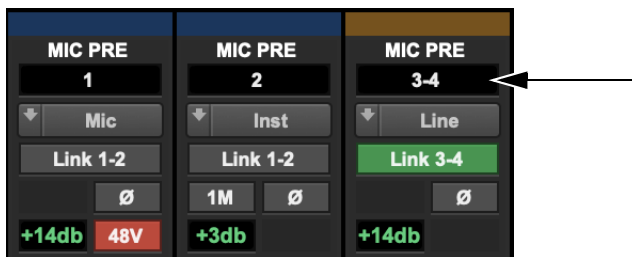 MIC PRE MIC PRE MIC PRE
1 2 3-4
Mic Inst Line
Link 1-2 Link 1-2 Link 3-4
Ø 1M Ø Ø
+14db 48V +3db +14db